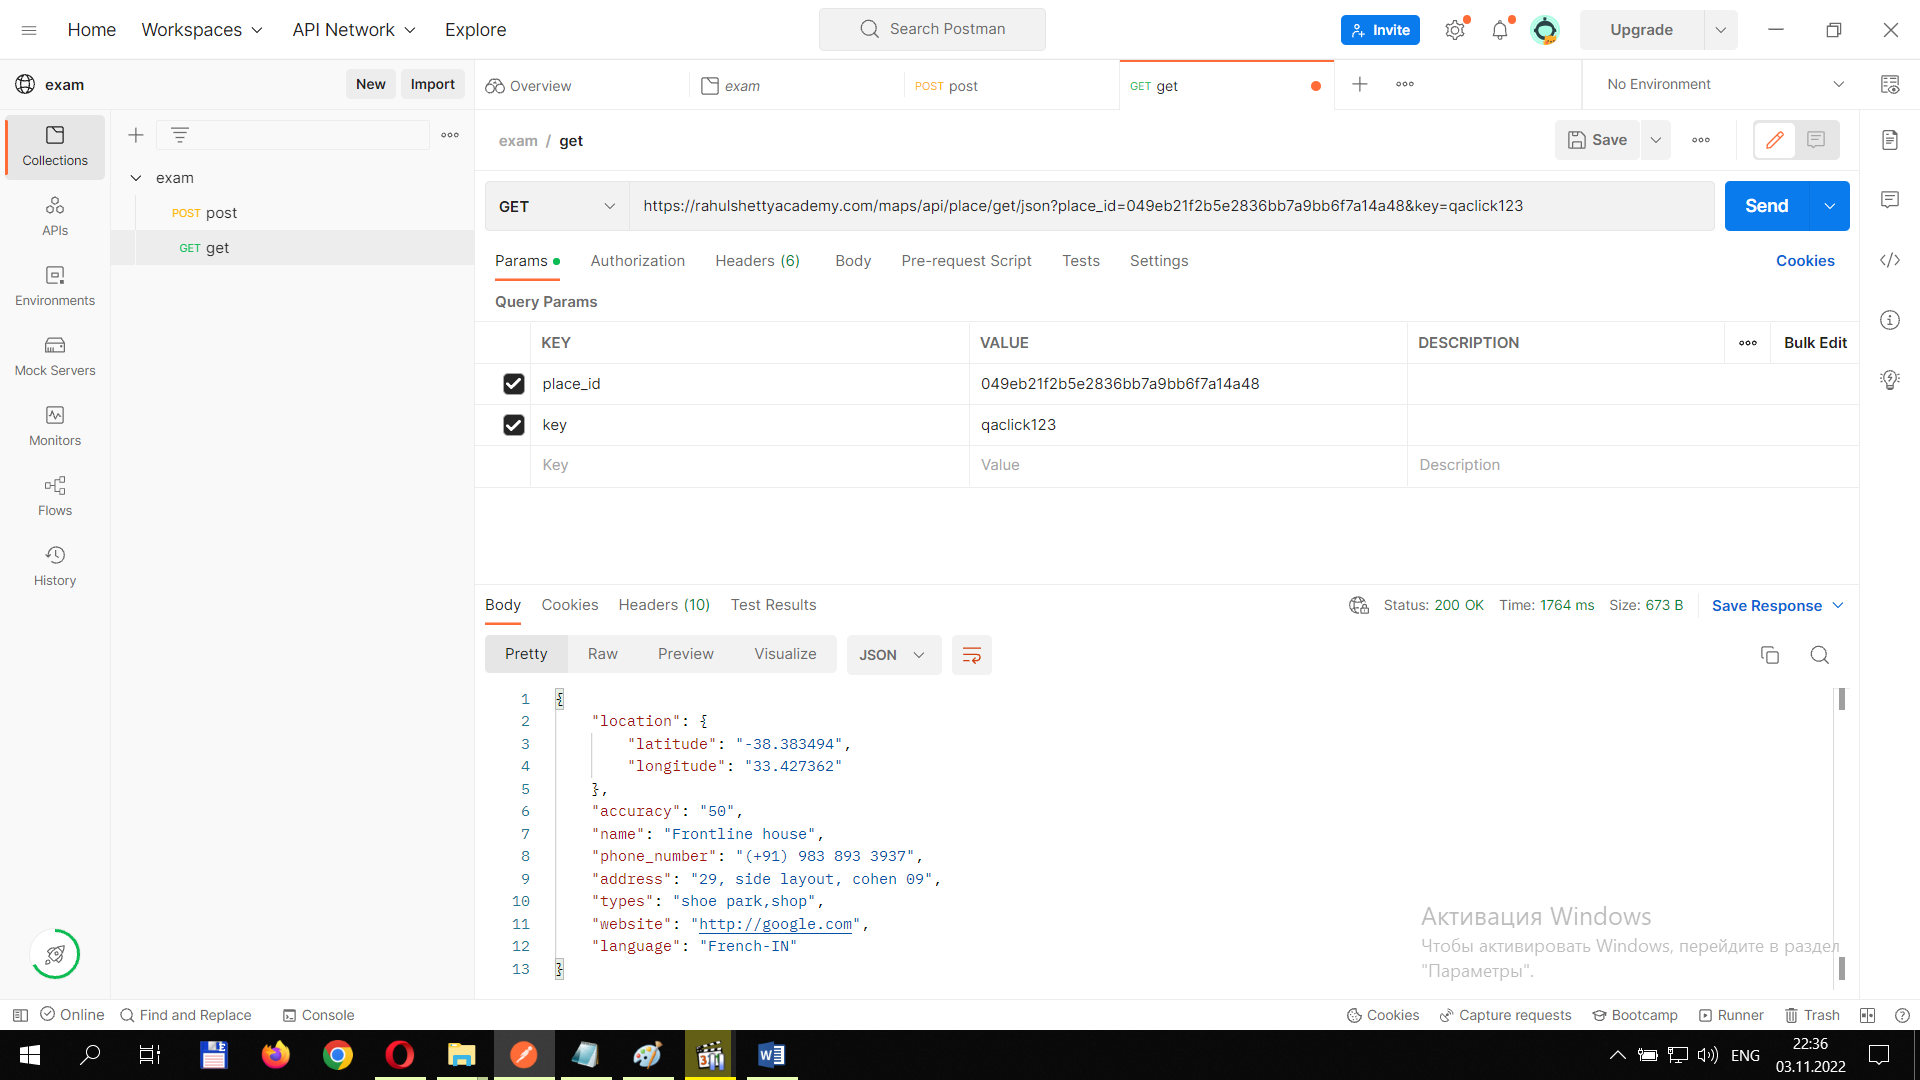 Home Workspaces API Network Explore Search Postman Invite Upgrade
exam New Import Overview exam POST post GET get No Environment
Collections
exam / get Save
exam
POST post
GET get
APIs
Environments
Mock Servers
Monitors
Flows
History
GET https://rahulshettyacademy.com/maps/api/place/get/json?place_id=049eb21f2b5e2836bb7a9bb6f7a14a48&key=qaclick123 Send
Params Authorization Headers (6) Body Pre-request Script Tests Settings Cookies
Query Params
KEY VALUE DESCRIPTION Bulk Edit
place_id 049eb21f2b5e2836bb7a9bb6f7a14a48
key qaclick123
Key Value Description
Body Cookies Headers (10) Test Results Status: 200 OK Time: 1764 ms Size: 673 B Save Response
Pretty Raw Preview Visualize JSON
1 {
2 "location": {
3 "latitude": "-38.383494",
4 "longitude": "33.427362"
5 },
6 "accuracy": "50",
7 "name": "Frontline house",
8 "phone_number": "(+91) 983 893 3937",
9 "address": "29, side layout, cohen 09",
10 "types": "shoe park,shop",
11 "website": "http://google.com",
12 "language": "French-IN"
13 }
Активация Windows
Чтобы активировать Windows, перейдите в раздел
"Параметры".
Online Find and Replace Console Cookies Capture requests Bootcamp Runner Trash
ENG 22:36
03.11.2022